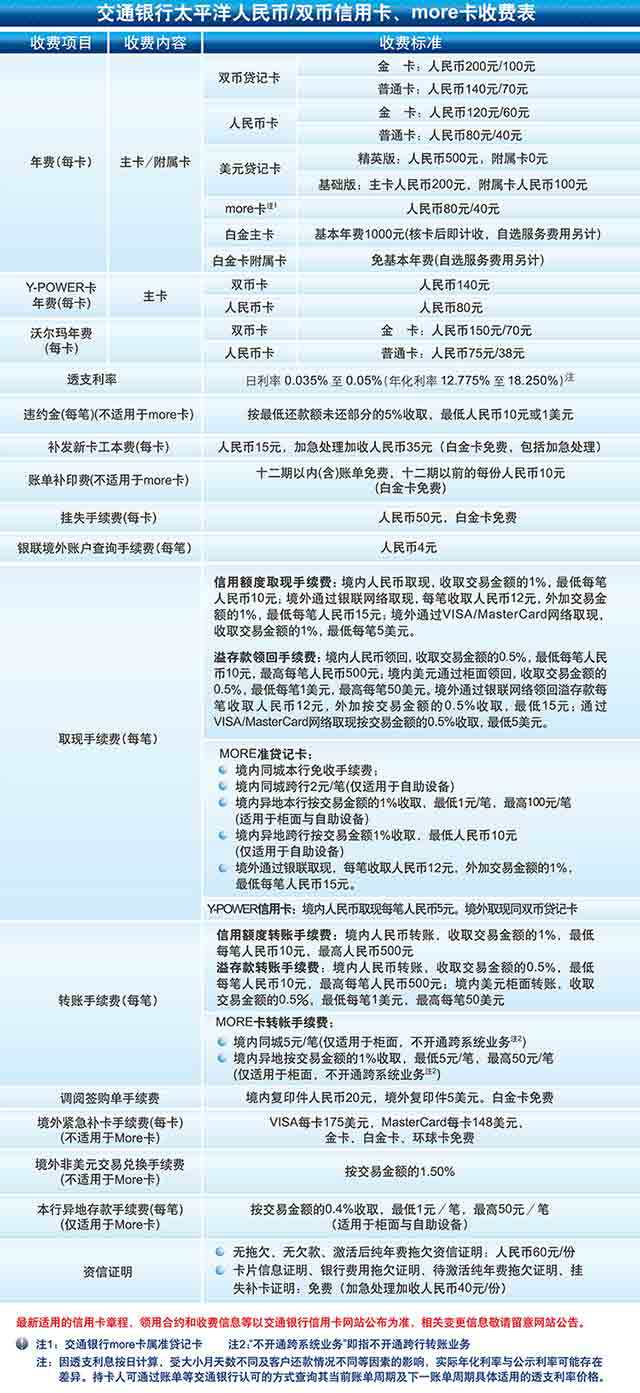 交通银行太平洋人民币/双币信用卡、more卡收费表
收费项目 收费内容 收费标准
年费(每卡) 主卡／附属卡
双币贷记卡
金 卡：人民币200元/100元
普通卡：人民币140元/70元
人民币卡
金 卡：人民币120元/60元
普通卡：人民币80元/40元
美元贷记卡
精英版：人民币500元，附属卡0元
基础版：主卡人民币200元，附属卡人民币100元
more卡注1 人民币80元/40元
白金主卡 基本年费1000元(核卡后即计收，自选服务费用另计)
白金卡附属卡 免基本年费(自选服务费用另计)
Y-POWER卡
年费(每卡)
主卡
双币卡 人民币140元
人民币卡 人民币80元
沃尔玛年费
(每卡)
双币卡 金 卡：人民币150元/70元
人民币卡 普通卡：人民币75元/38元
透支利率 日利率 0.035% 至 0.05% (年化利率 12.775% 至 18.250%)注
违约金(每笔)(不适用于more卡) 按最低还款额未还部分的5%收取，最低人民币10元或1美元
补发新卡工本费(每卡) 人民币15元，加急处理加收人民币35元（白金卡免费，包括加急处理）
账单补印费(不适用于more卡)
十二期以内(含)账单免费，十二期以前的每份人民币10元
(白金卡免费)
挂失手续费(每卡) 人民币50元，白金卡免费
银联境外账户查询手续费（每笔） 人民币4元
取现手续费（每笔）
信用额度取现手续费：境内人民币取现，收取交易金额的1%，最低每笔
人民币10元；境外通过银联网络取现，每笔收取人民币12元，外加交易金
额的1%，最低每笔人民币15元；境外通过VISA/MasterCard网络取现，
收取交易金额的1%，最低每笔5美元。
溢存款领回手续费：境内人民币领回，收取交易金额的0.5%，最低每笔人民
币10元，最高每笔人民币500元；境内美元通过柜面领回，收取交易金额的
0.5%，最低每笔1美元，最高每笔50美元。境外通过银联网络领回溢存款每
笔收取人民币12元，外加按交易金额的0.5%收取，最低15元；通过
VISA/MasterCard网络取现按交易金额的0.5%收取，最低5美元。
MORE准贷记卡：
境内同城本行免收手续费；
境内同城跨行2元/笔(仅适用于自助设备)
境内异地本行按交易金额的1%收取、最低1元/笔、最高100元/笔
(适用于柜面与自助设备)
境内异地跨行按交易金额1%收取、最低人民币10元
(仅适用于自助设备)
境外通过银联取现，每笔收取人民币12元，外加交易金额的1%，
最低每笔人民币15元。
Y-POWER信用卡：境内人民币取现每笔人民币5元。境外取现同双币贷记卡
转账手续费（每笔）
信用额度转账手续费：境内人民币转账，收取交易金额的1%，最低
每笔人民币10元，最高人民币500元
溢存款转账手续费：境内人民币转账，收取交易金额的0.5%，最低
每笔人民币10元，最高每笔人民币500元；境内美元柜面转账，收取
交易金额的0.5%，最低每笔1美元，最高每笔50美元
MORE卡转帐手续费：
境内同城5元/笔(仅适用于柜面，不开通跨系统业务注2)
境内异地按交易金额的1%收取，最低5元/笔，最高50元/笔
(仅适用于柜面，不开通跨系统业务注2)
调阅签购单手续费 境内复印件人民币20元，境外复印件5美元。白金卡免费
境外紧急补卡手续费(每卡)
(不适用于More卡)
VISA每卡175美元，MasterCard每卡148美元，
金卡、白金卡、环球卡免费
境外非美元交易兑换手续费
(不适用于More卡)
按交易金额的1.50%
本行异地存款手续费(每笔)
(仅适用于More卡)
按交易金额的0.4%收取，最低1元／笔，最高50元／笔
（适用于柜面与自助设备）
资信证明
无拖欠、无欠款、激活后纯年费拖欠资信证明：人民币60元/份
卡片信息证明、银行费用拖欠证明、待激活纯年费拖欠证明、挂
失补卡证明：免费（加急处理加收人民币40元/份）
最新适用的信用卡章程，领用合约和收费信息等以交通银行信用卡网站公布为准，相关变更信息敬请留意网站公告。
注1：交通银行more卡属准贷记卡 注2:“不开通跨系统业务”即指不开通跨行转账业务
注：因透支利息按日计算，受大小月天数不同及客户还款情况不同等因素的影响，实际年化利率与公示利率可能存在
差异。持卡人可通过账单等交通银行认可的方式查询其当前账单周期及下一账单周期具体适用的透支利率价格。